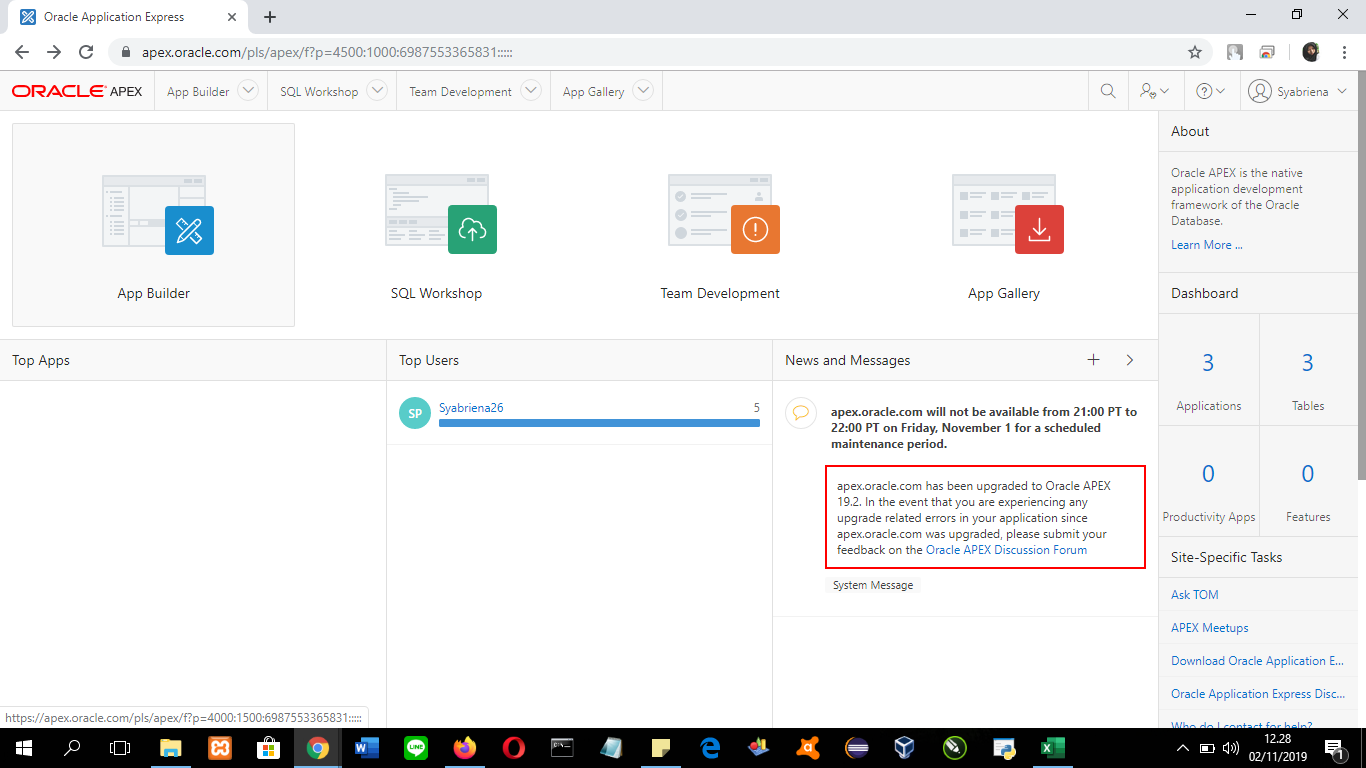 Oracle Application Express
apex.oracle.com/pls/apex/f?p=4500:1000:6987553365831:::::
ORACLE APEX
App Builder
SQL Workshop
Team Development
App Gallery
Syabriena
App Builder
SQL Workshop
Team Development
App Gallery
About
Oracle APEX is the native
application development
framework of the Oracle
Database.
Learn More ...
Dashboard
3
Applications
3
Tables
0
Productivity Apps
0
Features
Site-Specific Tasks
Ask TOM
APEX Meetups
Download Oracle Application E...
Oracle Application Express Disc...
Who do I contact for help?
Top Apps
Top Users
SP
Syabriena26
5
News and Messages
apex.oracle.com will not be available from 21:00 PT to
22:00 PT on Friday, November 1 for a scheduled
maintenance period.
apex.oracle.com has been upgraded to Oracle APEX
19.2. In the event that you are experiencing any
upgrade related errors in your application since
apex.oracle.com was upgraded, please submit your
feedback on the Oracle APEX Discussion Forum
System Message
https://apex.oracle.com/pls/apex/f?p=4000:1500:6987553365831:::::
12.28
02/11/2019
1